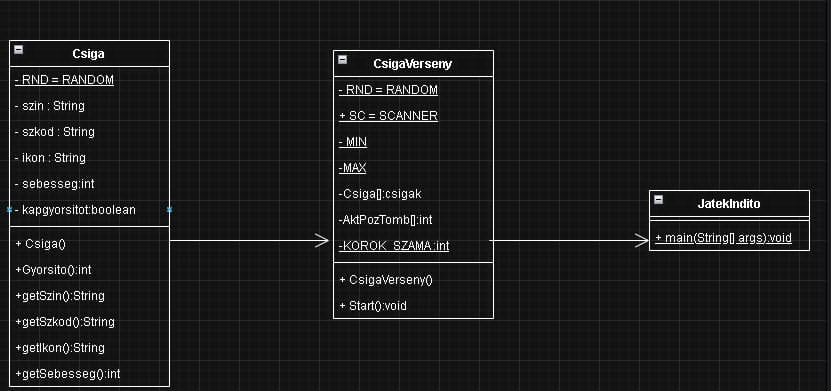 Csiga
- RND = RANDOM
- szin : String
- szkod : String
- ikon : String
- sebesseg:int
- kapgyorsitot:boolean
+ Csiga()
+Gyorsito():int
+getSzin():String
+getSzkod():String
+getIkon():String
+getSebesseg():int
CsigaVerseny
- RND = RANDOM
+ SC = SCANNER
- MIN
-MAX
-Csiga[]:csigak
-AktPozTomb[]:int
-KOROK_SZAMA:int
+ CsigaVerseny()
+ Start():void
JatekIndito
+ main(String[] args):void